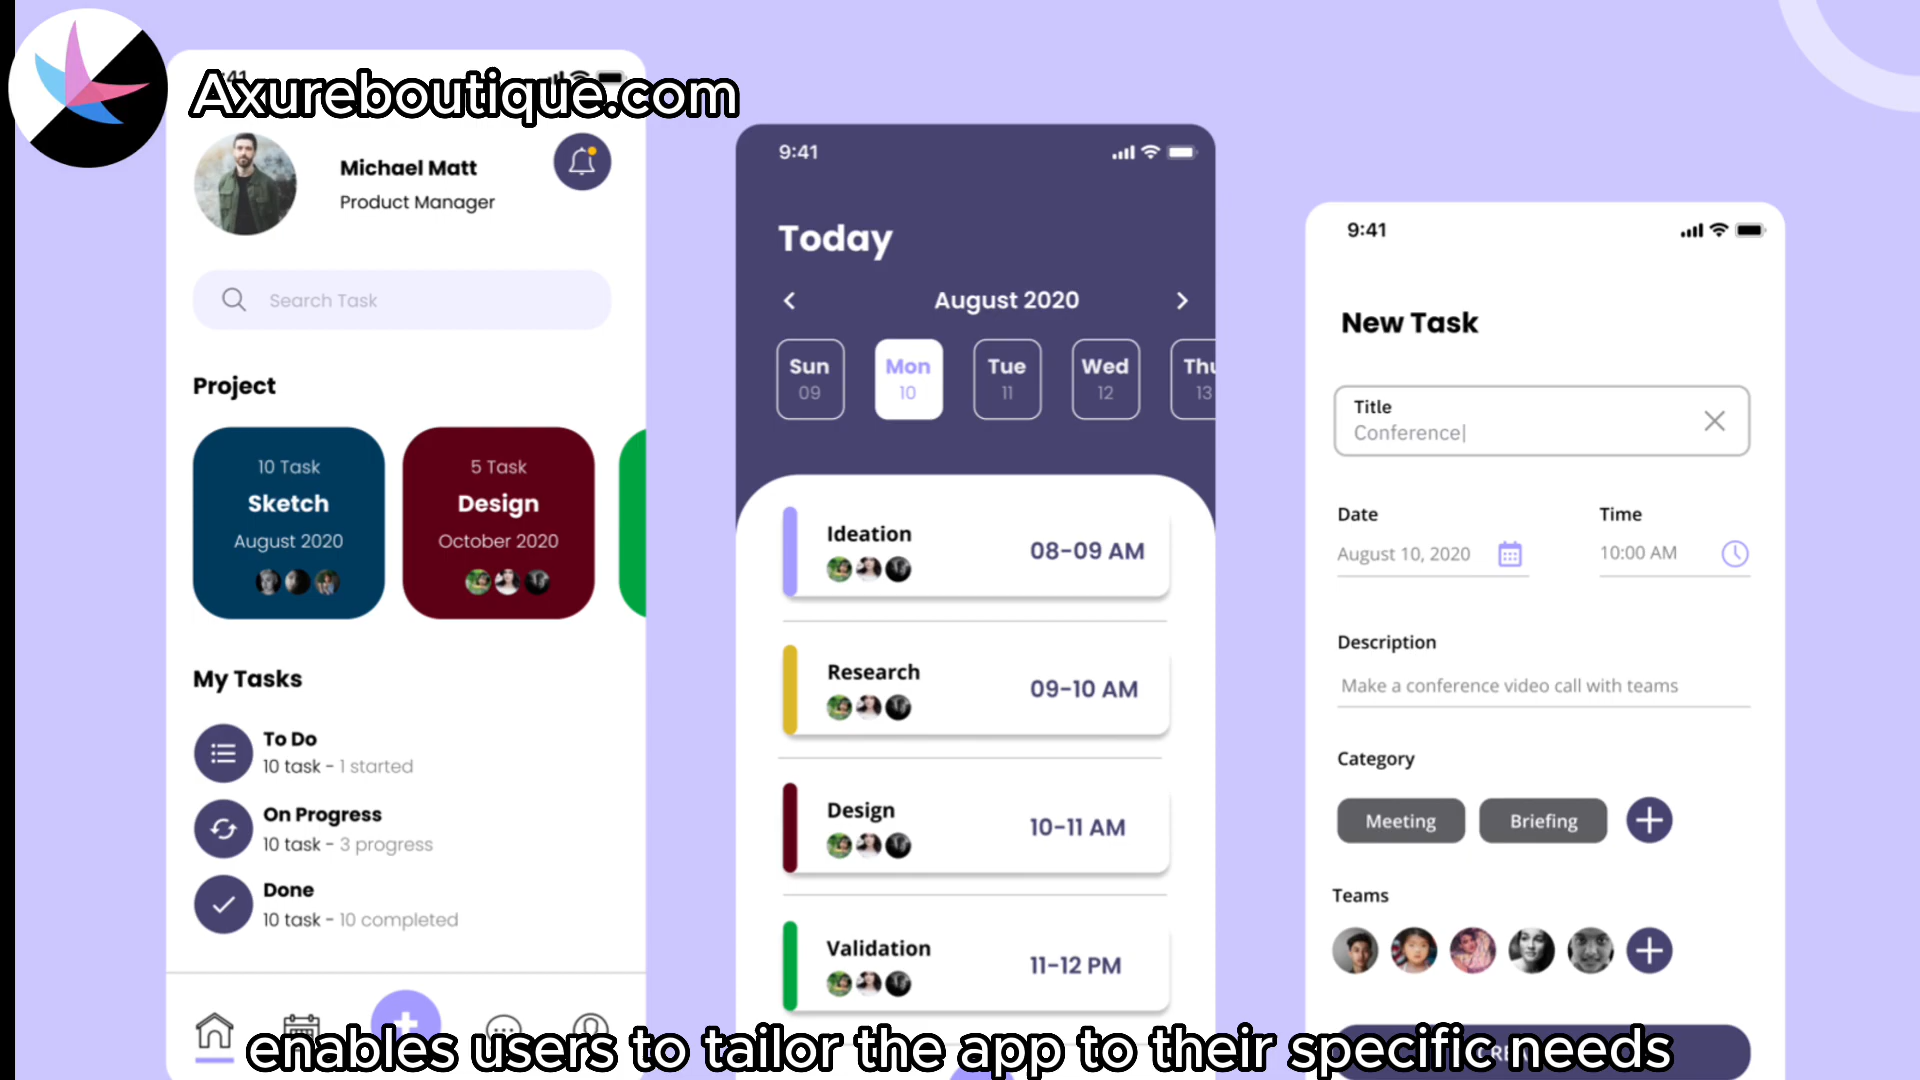 Axureboutique.com
Michael Matt
Product Manager
Search Task
Project
10 Task
Sketch
August 2020
5 Task
Design
October 2020
My Tasks
To Do
10 task - 1 started
On Progress
10 task - 3 progress
Done
10 task - 10 completed
9:41
Today
August 2020
Sun
09
Mon
10
Tue
11
Wed
12
Thu
13
Ideation
08-09 AM
Research
09-10 AM
Design
10-11 AM
Validation
11-12 PM
9:41
New Task
Title
Conference|
Date
August 10, 2020
Time
10:00 AM
Description
Make a conference video call with teams
Category
Meeting
Briefing
Teams
enables users to tailor the app to their specific needs